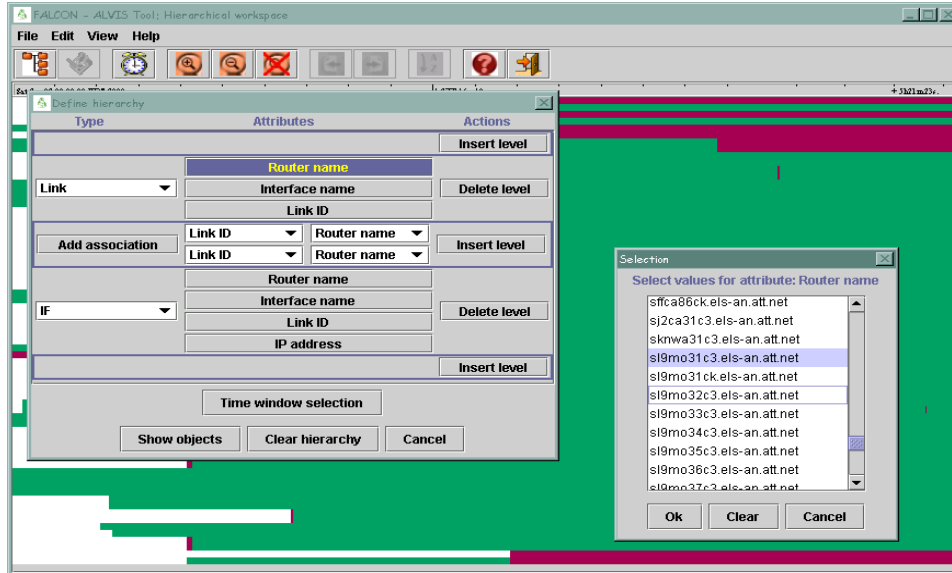 FALCON - ALVIS Tool; Hierarchical workspace
File Edit View Help
+ 5h21m23s.
Define hierarchy
Type Attributes Actions
Insert level
Router name
Link Interface name Delete level
Link ID
Add association Link ID Router name Insert level
Link ID Router name
Router name
Interface name
IF Link ID Delete level
IP address
Insert level
Time window selection
Show objects Clear hierarchy Cancel
Selection
Select values for attribute: Router name
sffca86ck.els-an.att.net
sj2ca31c3.els-an.att.net
sknwa31c3.els-an.att.net
sl9mo31c3.els-an.att.net
sl9mo31ck.els-an.att.net
sl9mo32c3.els-an.att.net
sl9mo33c3.els-an.att.net
sl9mo34c3.els-an.att.net
sl9mo35c3.els-an.att.net
sl9mo36c3.els-an.att.net
sl9mo37c3.els-an.att.net
Ok Clear Cancel